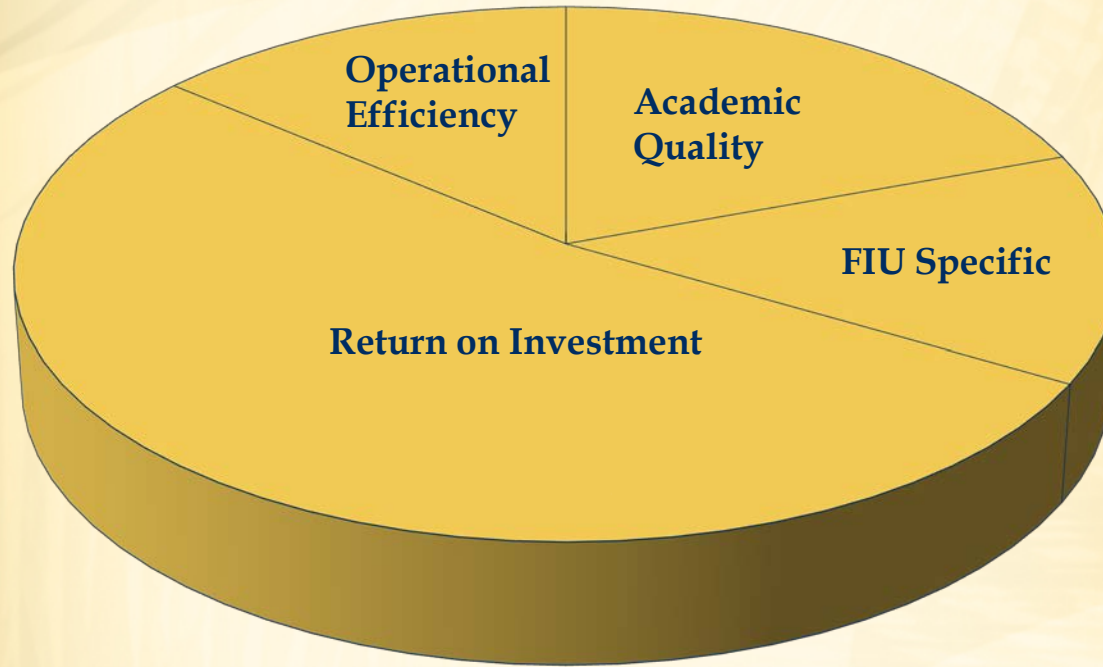 Operational
Efficiency
Academic
Quality
FIU Specific
Return on Investment